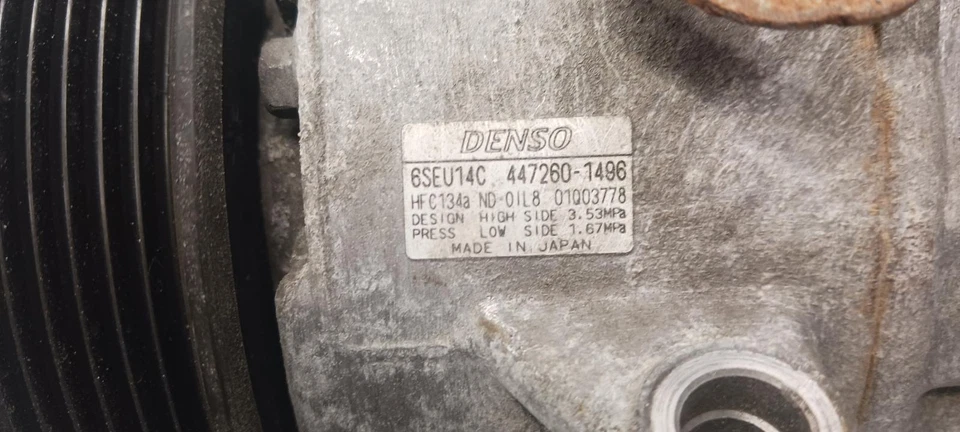 DENSO
6SEU14C 447260-1496
HFC134a ND-OIL8 01Q03778
DESIGN HIGH SIDE 3.53MPa
PRESS LOW SIDE 1.67MPa
MADE IN JAPAN